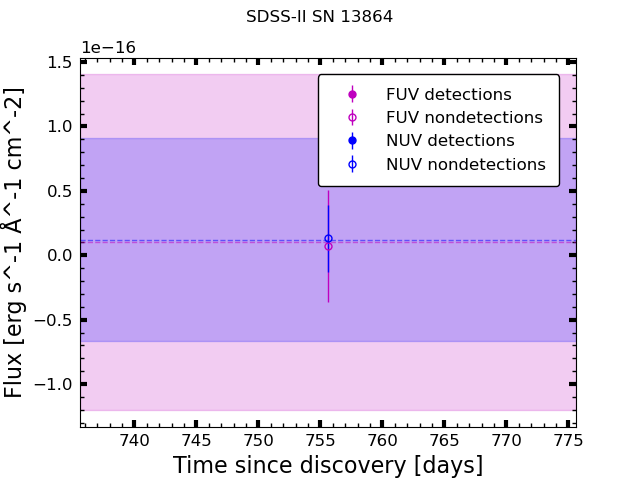 SDSS-II SN 13864
1e−16
1.5
1.0
0.5
0.0
−0.5
−1.0
Flux [erg s^-1 Å^-1 cm^-2]
FUV detections
FUV nondetections
NUV detections
NUV nondetections
740 745 750 755 760 765 770 775
Time since discovery [days]